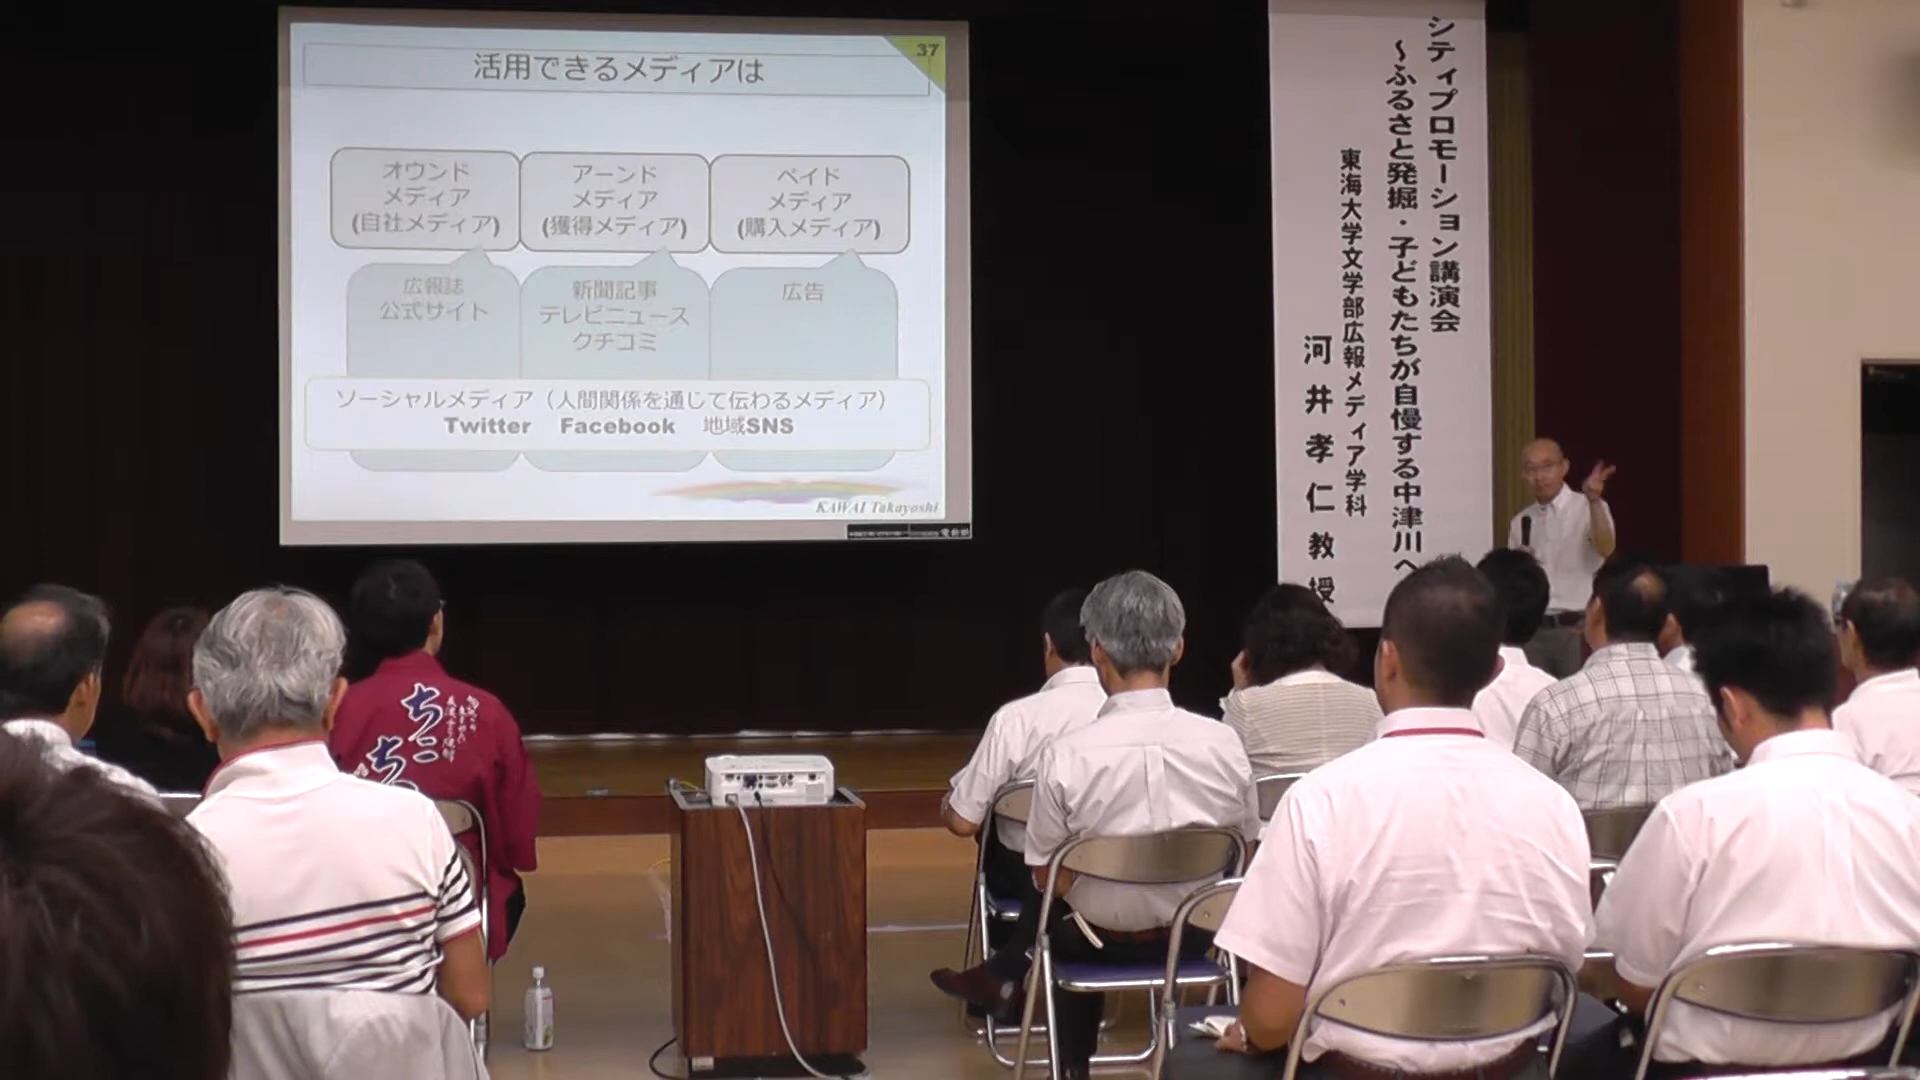 37
活用できるメディアは
オウンド
メディア
(自社メディア)
アーンド
メディア
(獲得メディア)
ペイド
メディア
(購入メディア)
広報誌
公式サイト
新聞記事
テレビニュース
クチコミ
広告
ソーシャルメディア（人間関係を通じて伝わるメディア）
Twitter Facebook 地域SNS
KAWAI Takayoshi
シティプロモーション講演会
～ふるさと発掘・子どもたちが自慢する中津川へ
東海大学文学部広報メディア学科
河井孝仁教授